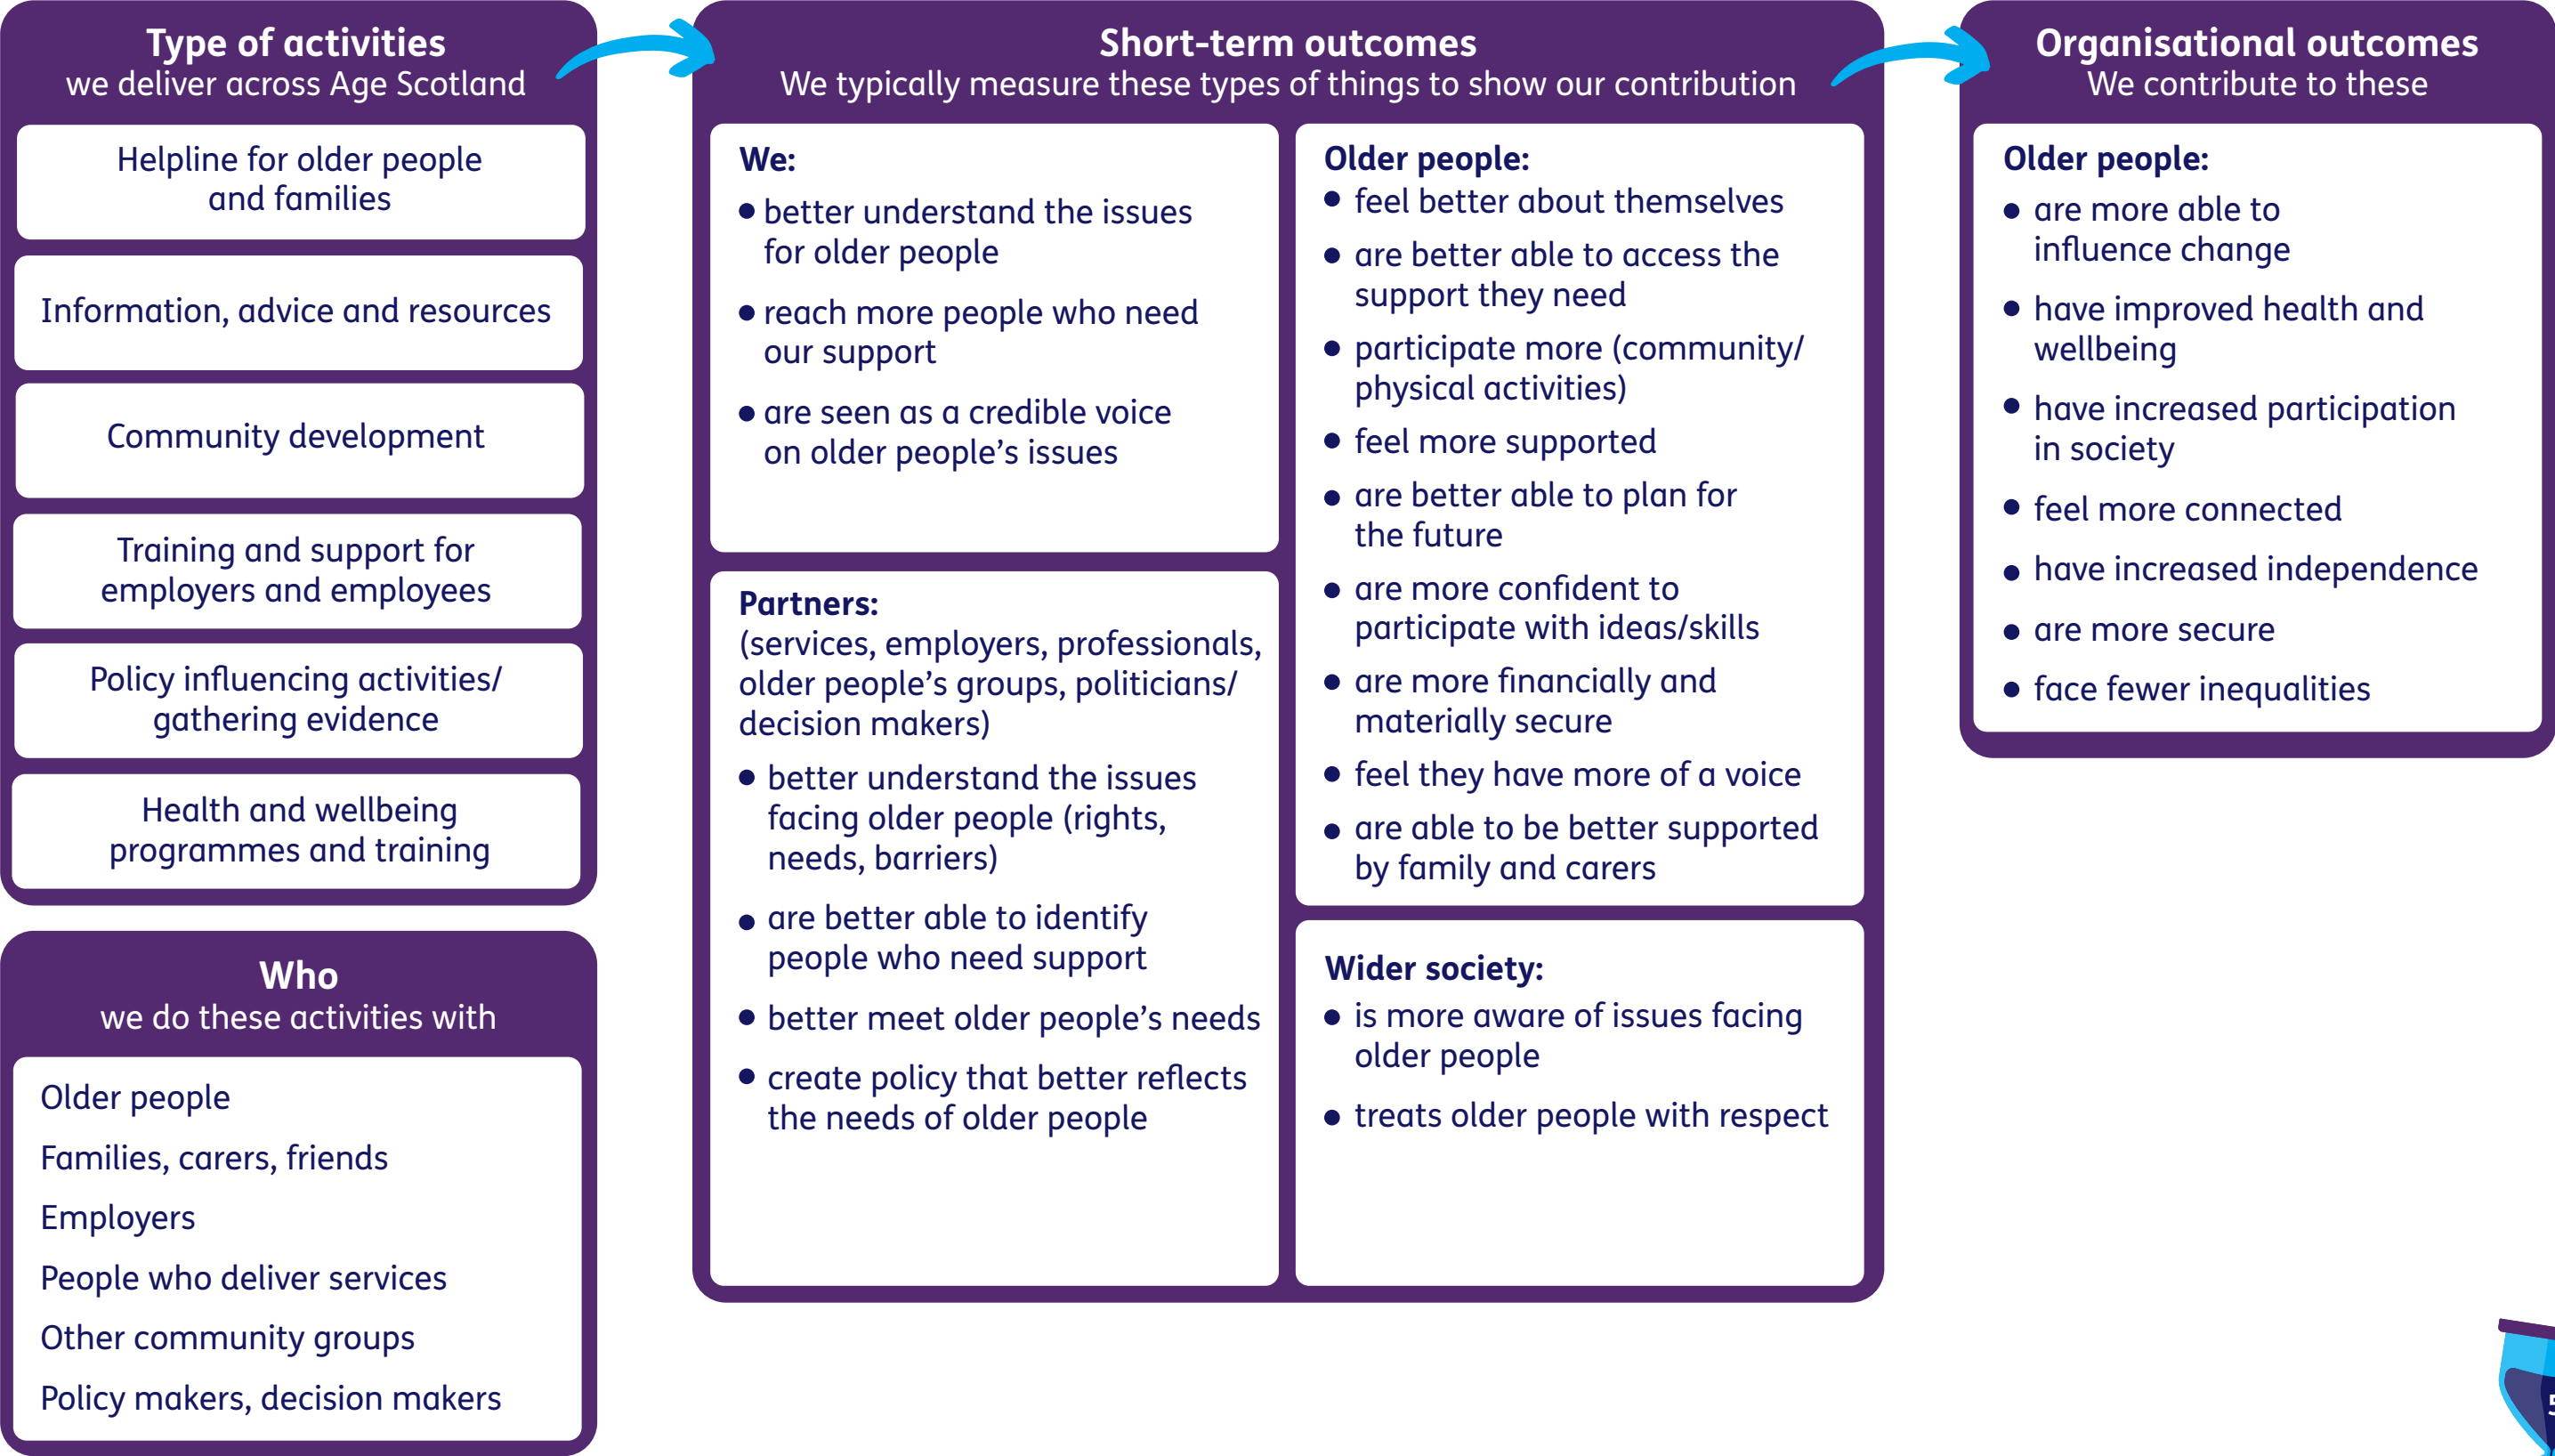 Type of activities
we deliver across Age Scotland
Helpline for older people
and families
Information, advice and resources
Community development
Training and support for
employers and employees
Policy influencing activities/
gathering evidence
Health and wellbeing
programmes and training
Who
we do these activities with
Older people
Families, carers, friends
Employers
People who deliver services
Other community groups
Policy makers, decision makers
Short-term outcomes
We typically measure these types of things to show our contribution
We:
● better understand the issues
for older people
● reach more people who need
our support
● are seen as a credible voice
on older people’s issues
Partners:
(services, employers, professionals,
older people’s groups, politicians/
decision makers)
● better understand the issues
facing older people (rights,
needs, barriers)
● are better able to identify
people who need support
● better meet older people’s needs
● create policy that better reflects
the needs of older people
Older people:
● feel better about themselves
● are better able to access the
support they need
● participate more (community/
physical activities)
● feel more supported
● are better able to plan for
the future
● are more confident to
participate with ideas/skills
● are more financially and
materially secure
● feel they have more of a voice
● are able to be better supported
by family and carers
Wider society:
● is more aware of issues facing
older people
● treats older people with respect
Organisational outcomes
We contribute to these
Older people:
● are more able to
influence change
● have improved health and
wellbeing
● have increased participation
in society
● feel more connected
● have increased independence
● are more secure
● face fewer inequalities